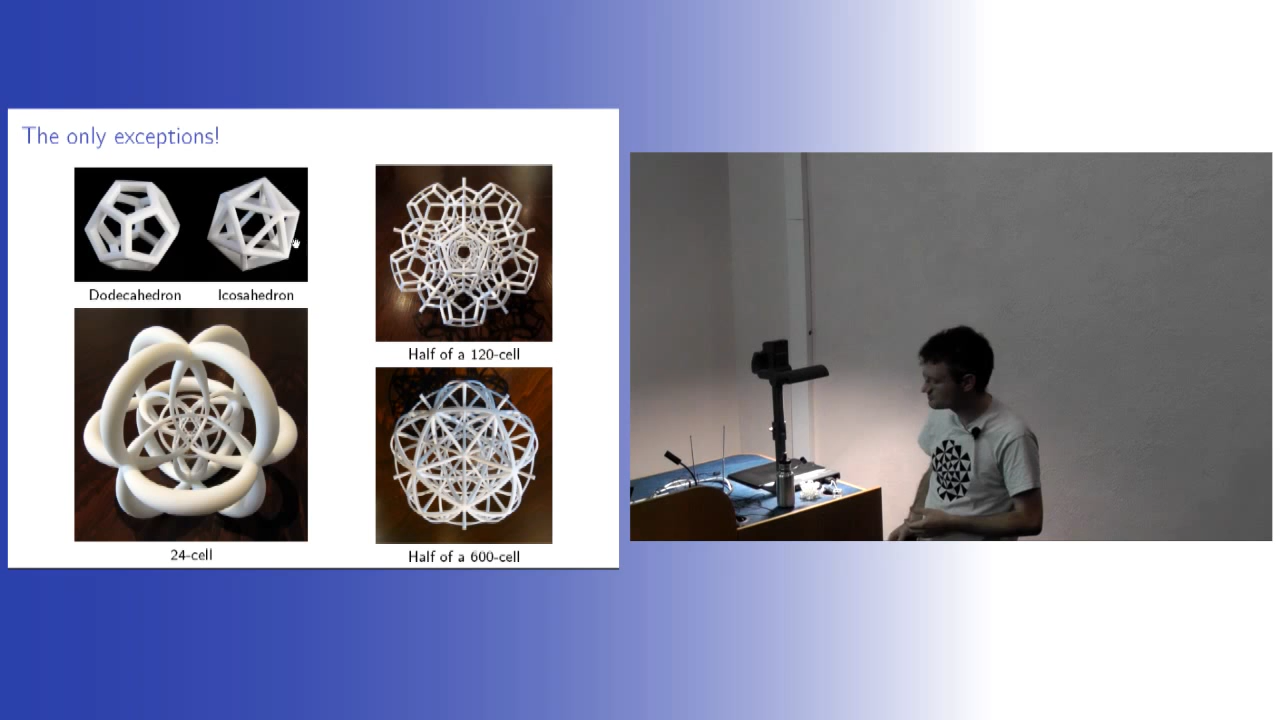 The only exceptions!
Dodecahedron Icosahedron
Half of a 120-cell
24-cell
Half of a 600-cell